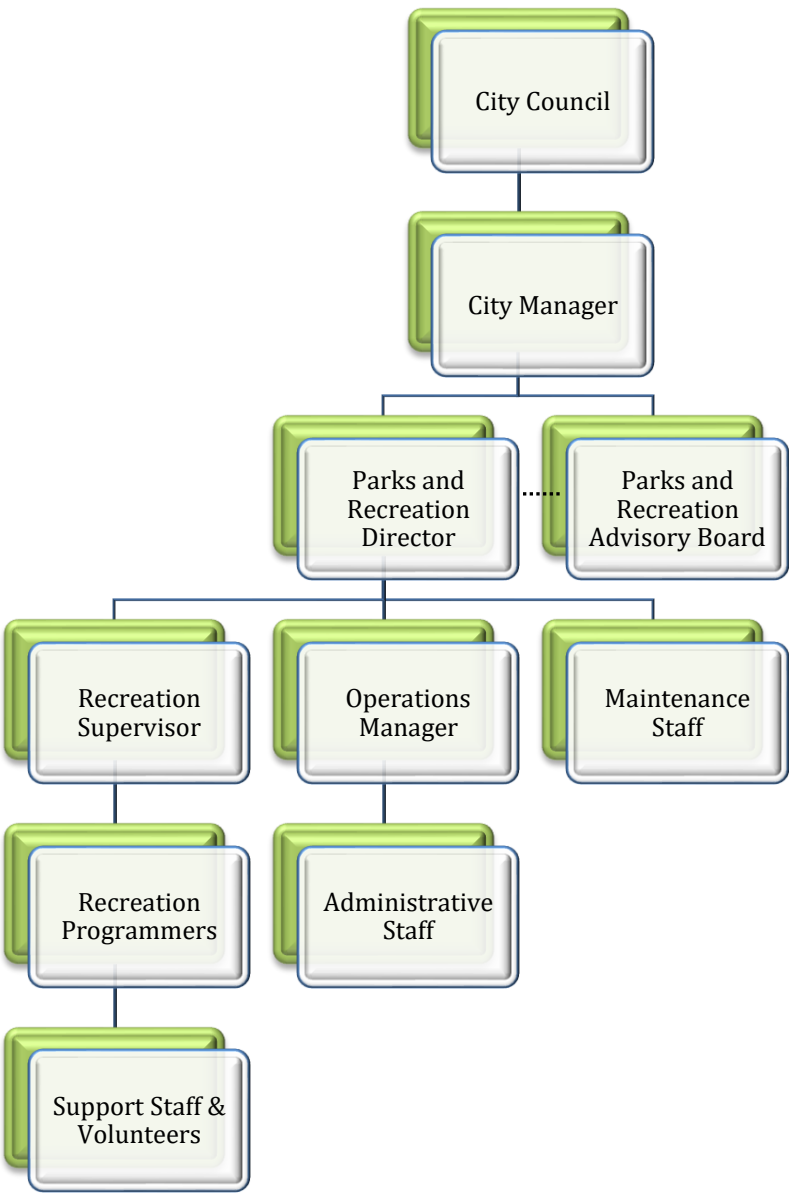 City Council
City Manager
Parks and
Recreation
Director
Parks and
Recreation
Advisory Board
Recreation
Supervisor
Operations
Manager
Maintenance
Staff
Recreation
Programmers
Administrative
Staff
Support Staff &
Volunteers